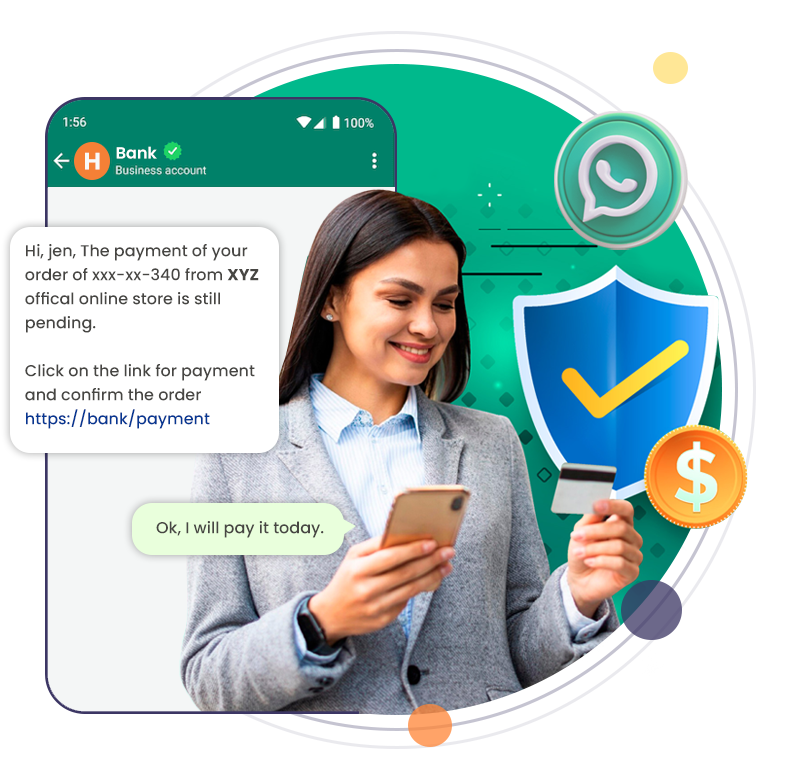 1:56
100%
H
Bank
Business account
Hi, jen, The payment of your
order of xxx-xx-340 from XYZ
offical online store is still
pending.
Click on the link for payment
and confirm the order
https://bank/payment
Ok, I will pay it today.
$